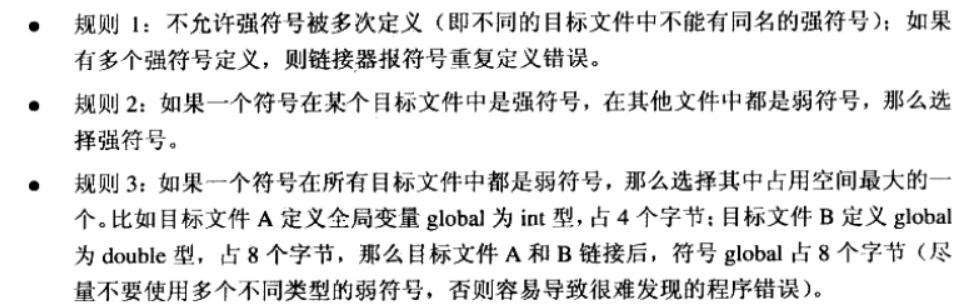 ● 规则 1：不允许强符号被多次定义（即不同的目标文件中不能有同名的强符号）；如果
有多个强符号定义，则链接器报符号重复定义错误。
● 规则 2：如果一个符号在某个目标文件中是强符号，在其他文件中都是弱符号，那么选
择强符号。
● 规则 3：如果一个符号在所有目标文件中都是弱符号，那么选择其中占用空间最大的一
个。比如目标文件 A 定义全局变量 global 为 int 型，占 4 个字节；目标文件 B 定义 global
为 double 型，占 8 个字节，那么目标文件 A 和 B 链接后，符号 global 占 8 个字节（尽
量不要使用多个不同类型的弱符号，否则容易导致很难发现的程序错误）。